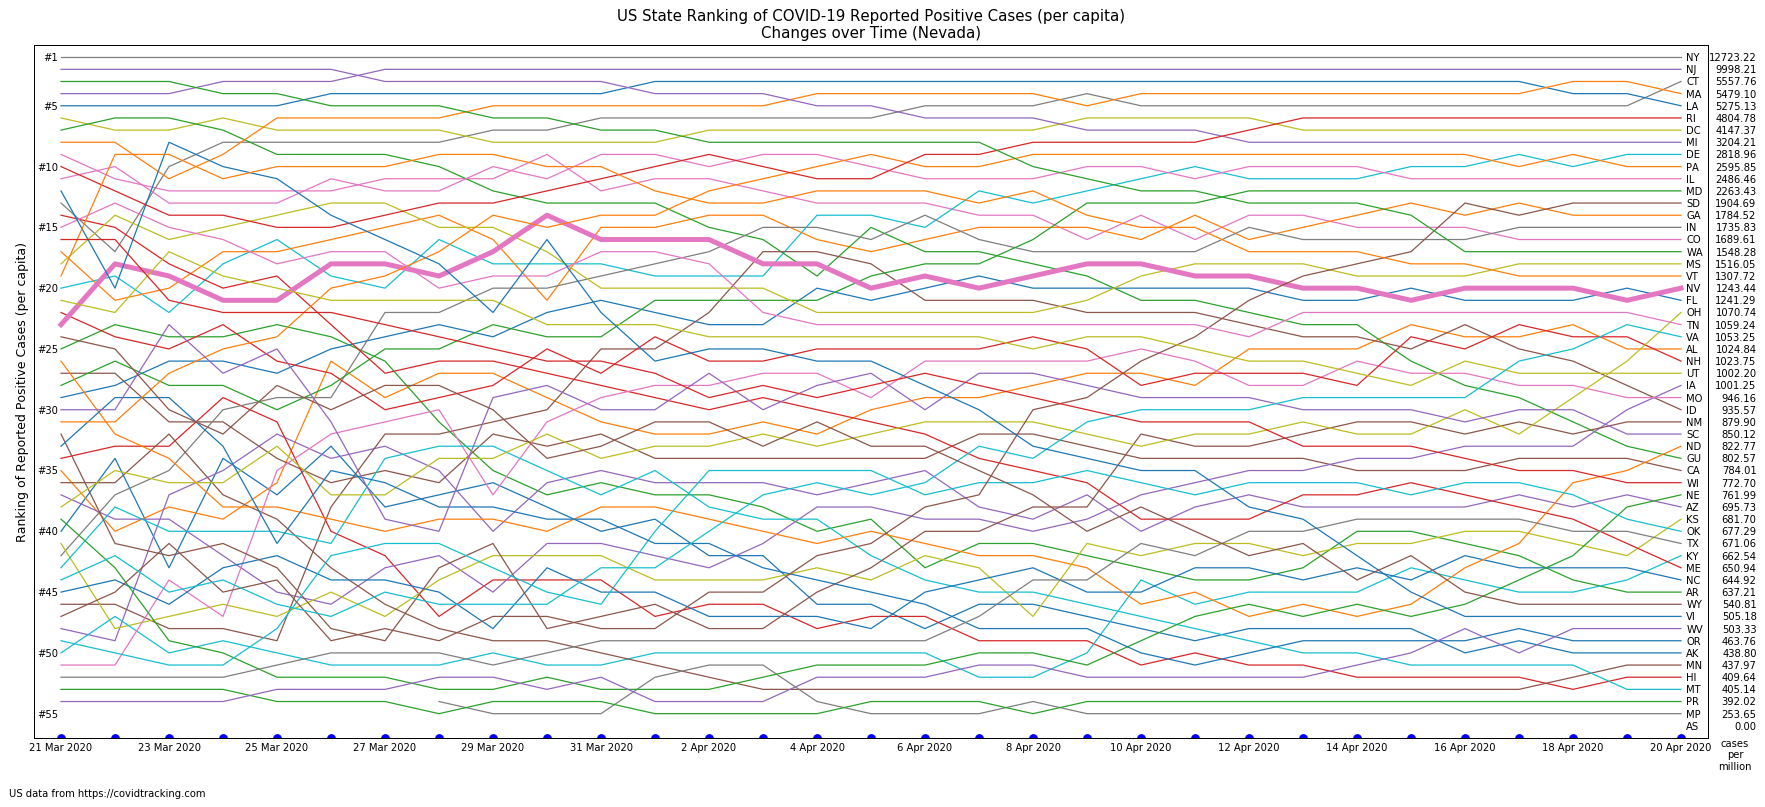 US State Ranking of COVID-19 Reported Positive Cases (per capita)
Changes over Time (Nevada)
Ranking of Reported Positive Cases (per capita)
#1
#5
#10
#15
#20
#25
#30
#35
#40
#45
#50
#55
NY 12723.22
NJ 9998.21
CT 5557.76
MA 5479.10
LA 5275.13
RI 4804.78
DC 4147.37
MI 3204.21
DE 2818.96
PA 2595.85
IL 2486.46
MD 2263.43
SD 1904.69
GA 1784.52
IN 1735.83
CO 1689.61
WA 1548.28
MS 1516.05
VT 1307.72
NV 1243.44
FL 1241.29
OH 1070.74
TN 1059.24
VA 1053.25
AL 1024.84
NH 1023.75
UT 1002.20
IA 1001.25
MO 946.16
ID 935.57
NM 879.90
SC 850.12
ND 822.77
GU 802.57
CA 784.01
WI 772.70
NE 761.99
AZ 695.73
KS 681.70
OK 677.29
TX 671.06
KY 662.54
ME 650.94
NC 644.92
AR 637.21
WY 540.81
VI 505.18
WV 503.33
OR 463.76
AK 438.80
MN 437.97
HI 409.64
MT 405.14
PR 392.02
MP 253.65
AS 0.00
21 Mar 2020
23 Mar 2020
25 Mar 2020
27 Mar 2020
29 Mar 2020
31 Mar 2020
2 Apr 2020
4 Apr 2020
6 Apr 2020
8 Apr 2020
10 Apr 2020
12 Apr 2020
14 Apr 2020
16 Apr 2020
18 Apr 2020
20 Apr 2020
cases
per
million
US data from https://covidtracking.com